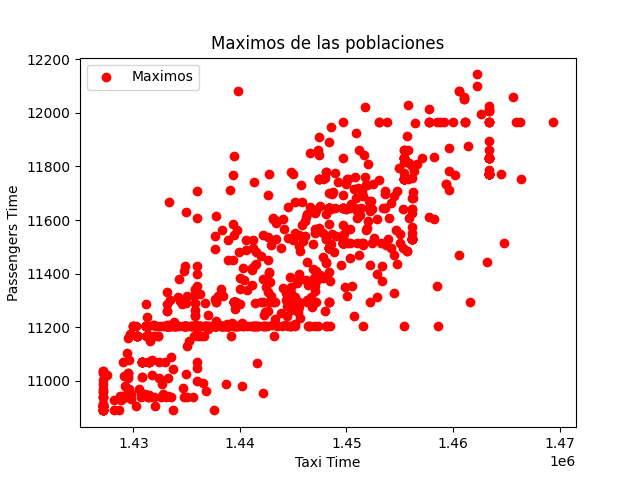 Maximos de las poblaciones
Maximos
Passengers Time
12200
12000
11800
11600
11400
11200
11000
1.43 1.44 1.45 1.46 1.47
1e6
Taxi Time